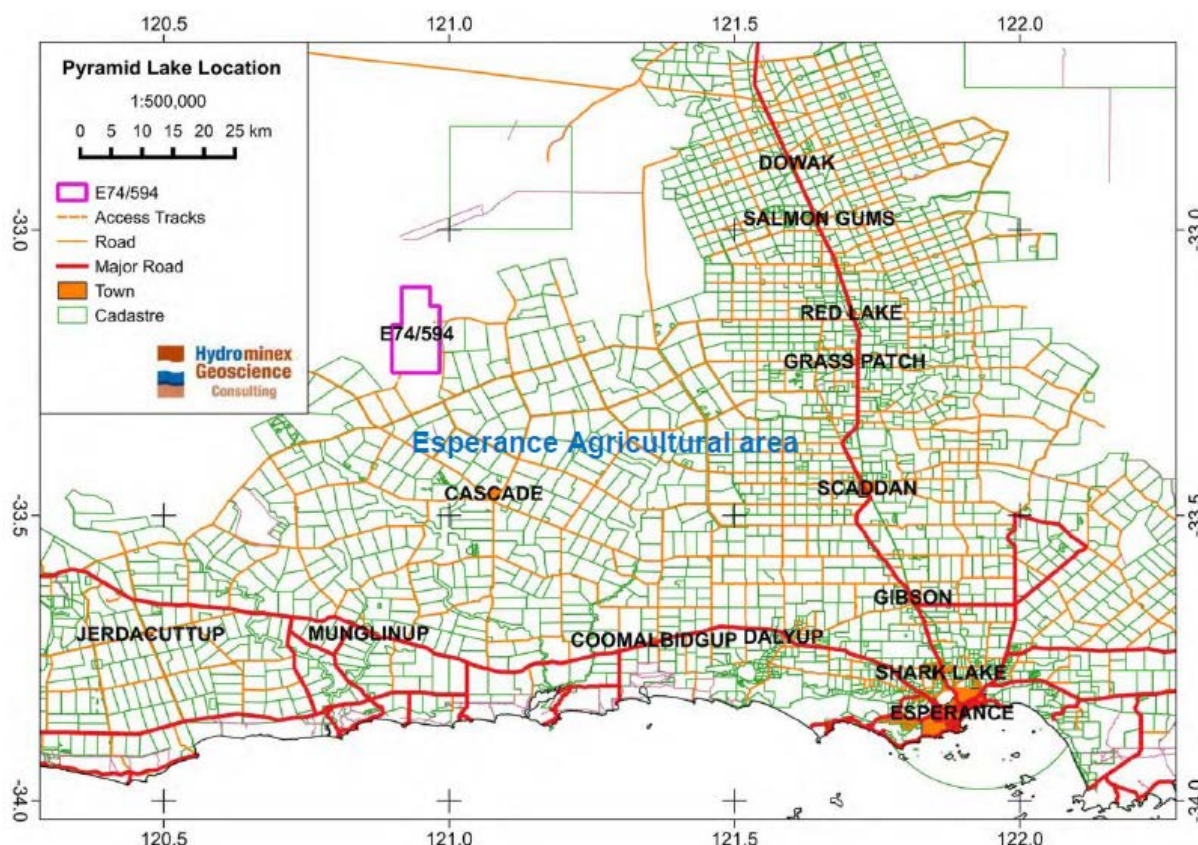 120.5 121.0 121.5 122.0
Pyramid Lake Location
1:500,000
0 5 10 15 20 25 km
E74/594
Access Tracks
Road
Major Road
Town
Cadastre
Hydrominex
Geoscience
Consulting
DOWAK
SALMON GUMS
-33.0 -33.0
RED LAKE
E74/594
GRASS PATCH
Esperance Agricultural area
CASCADE
SCADDAN
-33.5 -33.5
GIBSON
JERDACUTTUP MUNGLINUP COOMALBIDGUP DALYUP
SHARK LAKE
ESPERANCE
-34.0 -34.0
120.5 121.0 121.5 122.0